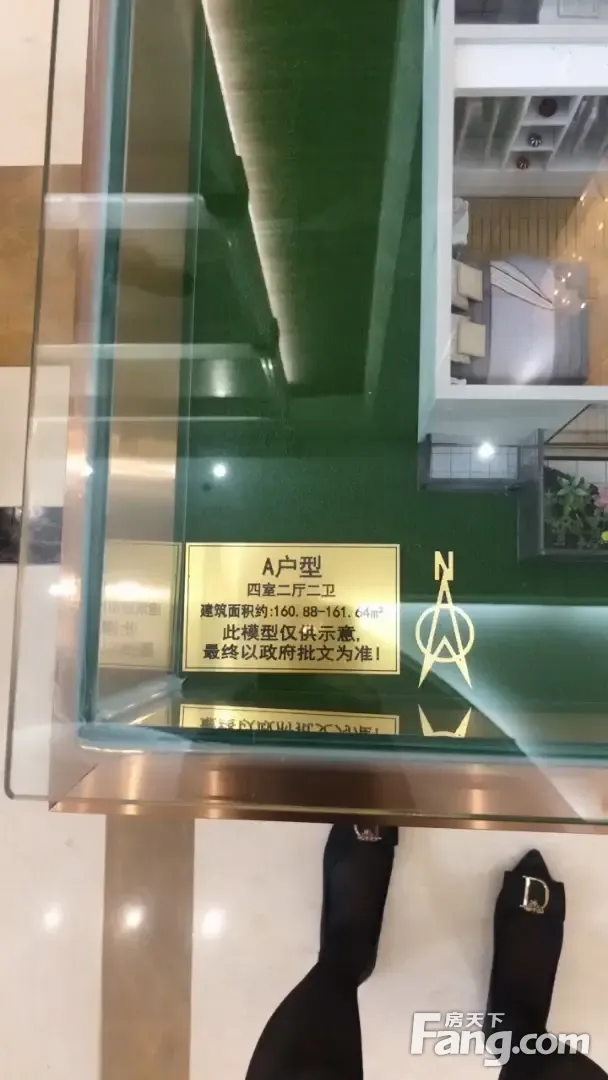 A户型
四室二厅二卫
建筑面积约:160.88-161.64㎡
此模型仅供示意,
最终以政府批文为准!
N
D
房天下
Fang.com